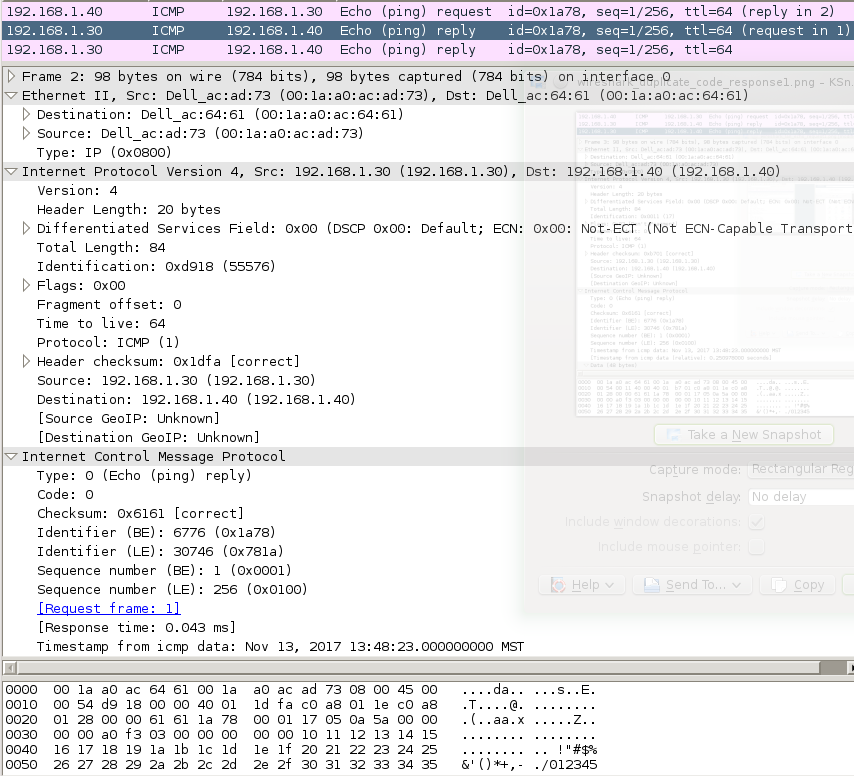 192.168.1.40 ICMP 192.168.1.30 Echo (ping) request id=0x1a78, seq=1/256, ttl=64 (reply in 2)
192.168.1.30 ICMP 192.168.1.40 Echo (ping) reply id=0x1a78, seq=1/256, ttl=64 (request in 1)
192.168.1.30 ICMP 192.168.1.40 Echo (ping) reply id=0x1a78, seq=1/256, ttl=64
Frame 2: 98 bytes on wire (784 bits), 98 bytes captured (784 bits) on interface 0
wireshark_duplicate_code_response1.png – KSn
Ethernet II, Src: Dell_ac:ad:73 (00:1a:a0:ac:ad:73), Dst: Dell_ac:64:61 (00:1a:a0:ac:64:61)
Destination: Dell_ac:64:61 (00:1a:a0:ac:64:61)
Source: Dell_ac:ad:73 (00:1a:a0:ac:ad:73)
Type: IP (0x0800)
Internet Protocol Version 4, Src: 192.168.1.30 (192.168.1.30), Dst: 192.168.1.40 (192.168.1.40)
Version: 4
Header Length: 20 bytes
Differentiated Services Field: 0x00 (DSCP 0x00: Default; ECN: 0x00: Not-ECT (Not ECN-Capable Transport
Total Length: 84
Identification: 0xd918 (55576)
Flags: 0x00
Fragment offset: 0
Time to live: 64
Protocol: ICMP (1)
Header checksum: 0x1dfa [correct]
Source: 192.168.1.30 (192.168.1.30)
Destination: 192.168.1.40 (192.168.1.40)
[Source GeoIP: Unknown]
[Destination GeoIP: Unknown]
Internet Control Message Protocol
Type: 0 (Echo (ping) reply)
Code: 0
Checksum: 0x6161 [correct]
Identifier (BE): 6776 (0x1a78)
Identifier (LE): 30746 (0x781a)
Sequence number (BE): 1 (0x0001)
Sequence number (LE): 256 (0x0100)
[Request frame: 1]
[Response time: 0.043 ms]
Timestamp from icmp data: Nov 13, 2017 13:48:23.000000000 MST
Take a New Snapshot
Capture mode: Rectangular Reg
Snapshot delay: No delay
Include window decorations:
Include mouse pointer:
Help Send To... Copy
0000 00 1a a0 ac 64 61 00 1a a0 ac ad 73 08 00 45 00 ....da.. ...s..E.
0010 00 54 d9 18 00 00 40 01 1d fa c0 a8 01 1e c0 a8 .T....@. ........
0020 01 28 00 00 61 61 1a 78 00 01 17 05 0a 5a 00 00 .(..aa.x .....Z..
0030 00 00 a0 f3 03 00 00 00 00 00 10 11 12 13 14 15 ........ ........
0040 16 17 18 19 1a 1b 1c 1d 1e 1f 20 21 22 23 24 25 ........ .. !"#$%
0050 26 27 28 29 2a 2b 2c 2d 2e 2f 30 31 32 33 34 35 &'()*+,- ./012345